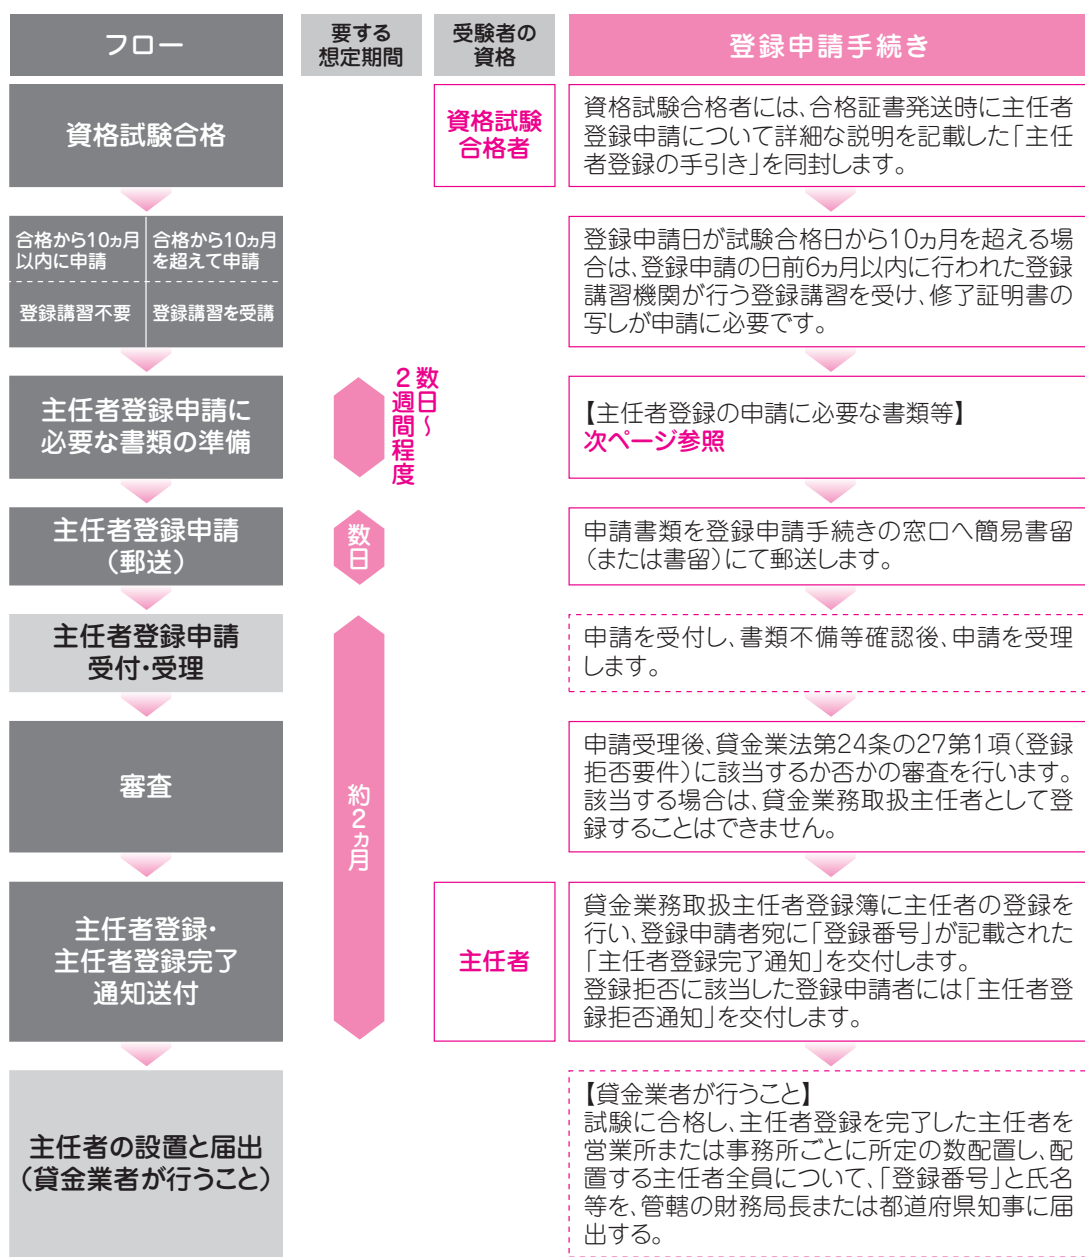 フロー
要する
想定期間
受験者の
資格
登録申請手続き
資格試験合格
資格試験
合格者
資格試験合格者には、合格証書発送時に主任者
登録申請について詳細な説明を記載した「主任
者登録の手引き」を同封します。
合格から10ヵ月
以内に申請
合格から10ヵ月
を超えて申請
登録講習不要
登録講習を受講
登録申請日が試験合格日から10ヵ月を超える場
合は、登録申請の日前6ヵ月以内に行われた登録
講習機関が行う登録講習を受け、修了証明書の
写しが申請に必要です。
主任者登録申請に
必要な書類の準備
数日～
2週間程度
【主任者登録の申請に必要な書類等】
次ページ参照
主任者登録申請
（郵送）
数日
申請書類を登録申請手続きの窓口へ簡易書留
（または書留）にて郵送します。
主任者登録申請
受付・受理
申請を受付し、書類不備等確認後、申請を受理
します。
審査
約2ヵ月
申請受理後、貸金業法第24条の27第1項（登録
拒否要件）に該当するか否かの審査を行います。
該当する場合は、貸金業務取扱主任者として登
録することはできません。
主任者登録・
主任者登録完了
通知送付
主任者
貸金業務取扱主任者登録簿に主任者の登録を
行い、登録申請者宛に「登録番号」が記載された
「主任者登録完了通知」を交付します。
登録拒否に該当した登録申請者には「主任者登
録拒否通知」を交付します。
主任者の設置と届出
（貸金業者が行うこと）
【貸金業者が行うこと】
試験に合格し、主任者登録を完了した主任者を
営業所または事務所ごとに所定の数配置し、配
置する主任者全員について、「登録番号」と氏名
等を、管轄の財務局長または都道府県知事に届
出する。